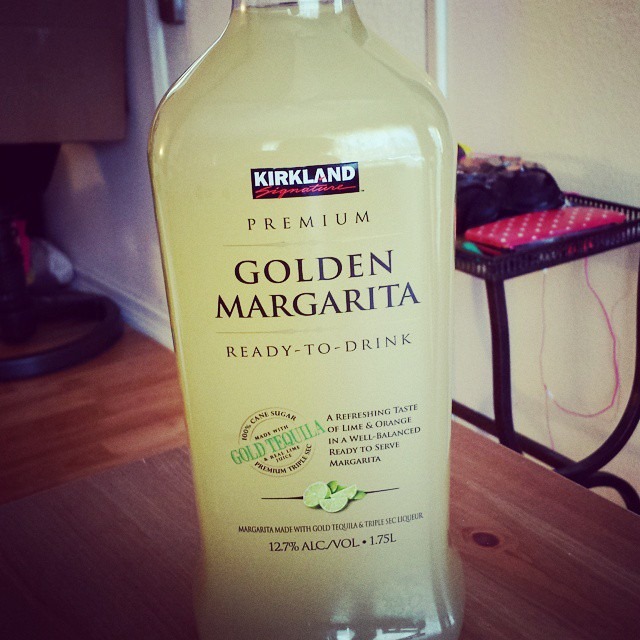 KIRKLAND
Signature
PREMIUM
GOLDEN
MARGARITA
READY-TO-DRINK
100% CANE SUGAR
MADE WITH
GOLD TEQUILA
& REAL LIME
JUICE
PREMIUM TRIPLE SEC
A REFRESHING TASTE
OF LIME & ORANGE
IN A WELL-BALANCED
READY TO SERVE
MARGARITA
MARGARITA MADE WITH GOLD TEQUILA & TRIPLE SEC LIQUEUR
12.7% ALC/VOL • 1.75L